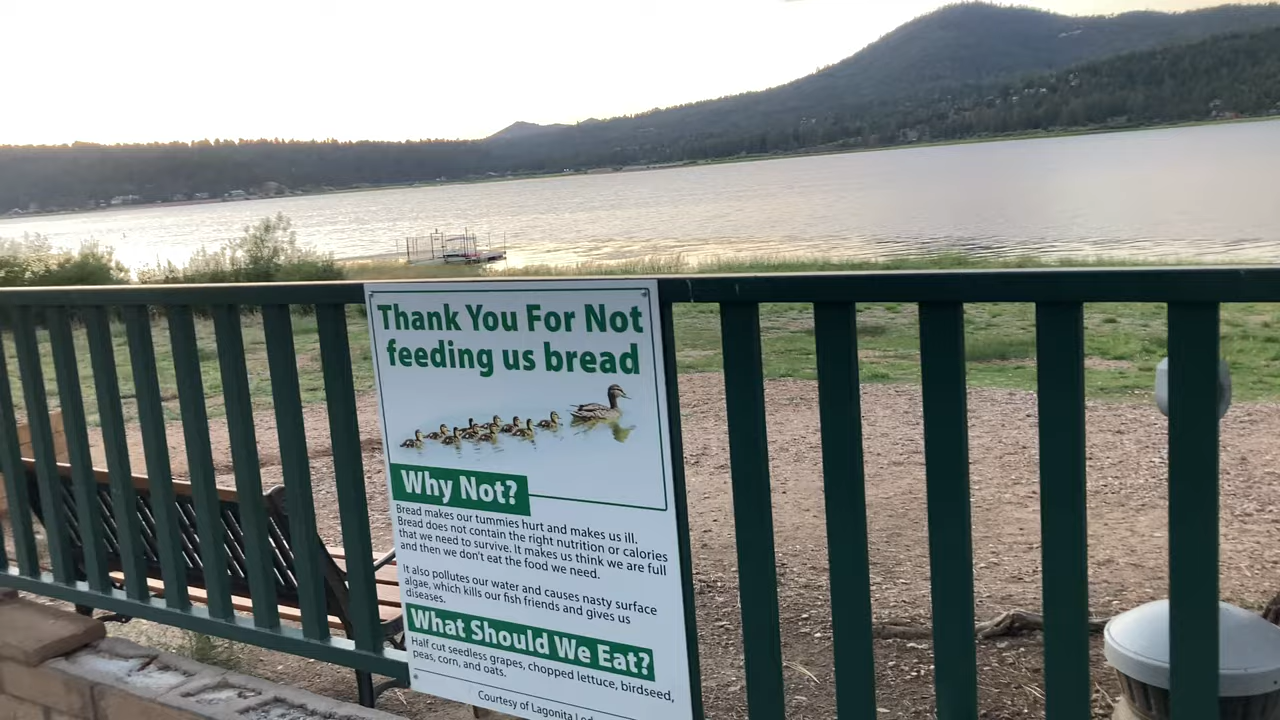 Thank You For Not
feeding us bread
Why Not?
Bread makes our tummies hurt and makes us ill.
Bread does not contain the right nutrition or calories
that we need to survive. It makes us think we are full
and then we don't eat the food we need.
It also pollutes our water and causes nasty surface
algae, which kills our fish friends and gives us
diseases.
What Should We Eat?
Half cut seedless grapes, chopped lettuce, birdseed,
peas, corn, and oats.
Courtesy of Lagonita